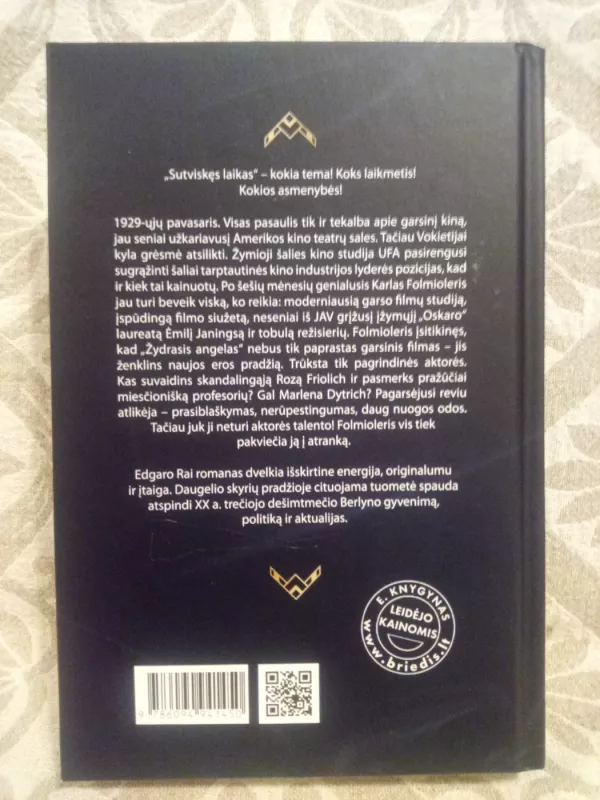 „Sutviskęs laikas“ – kokia tema! Koks laikmetis!
Kokios asmenybės!
1929-ųjų pavasaris. Visas pasaulis tik ir tekalba apie garsinį kiną,
jau seniai užkariavusį Amerikos kino teatrų sales. Tačiau Vokietijai
kyla grėsmė atsilikti. Žymioji šalies kino studija UFA pasirengusi
sugrąžinti šaliai tarptautinės kino industrijos lyderės pozicijas, kad
ir kiek tai kainuotų. Po šešių mėnesių genialusis Karlas Folmioleris
jau turi beveik viską, ko reikia: moderniausią garso filmų studiją,
įspūdingą filmo siužetą, neseniai iš JAV grįžusį įžymųjį „Oskaro“
laureatą Emilį Janingsą ir tobulą režisierių. Folmioleris įsitikinęs,
kad „Žydrasis angelas“ nebus tik paprastas garsinis filmas – jis
ženklins naujos eros pradžią. Trūksta tik pagrindinės aktorės.
Kas suvaidins skandalingąją Rozą Friolich ir pasmerks pražūčiai
miesčionišką profesorių? Gal Marlena Dytrich? Pagarsėjusi reviu
atlikėja – prasiblaškymas, nerūpestingumas, daug nuogos odos.
Tačiau juk ji neturi aktorės talento! Folmioleris vis tiek
pakviečia ją į atranką.
Edgaro Rai romanas dvelkia išskirtine energija, originalumu
ir įtaiga. Daugelio skyrių pradžioje cituojama tuometė spauda
atspindi XX a. trečiojo dešimtmečio Berlyno gyvenimą,
politiką ir aktualijas.
E. KNYGYNAS
LEIDĖJO
KAINOMIS
www.briedis.lt
9 786094 941450